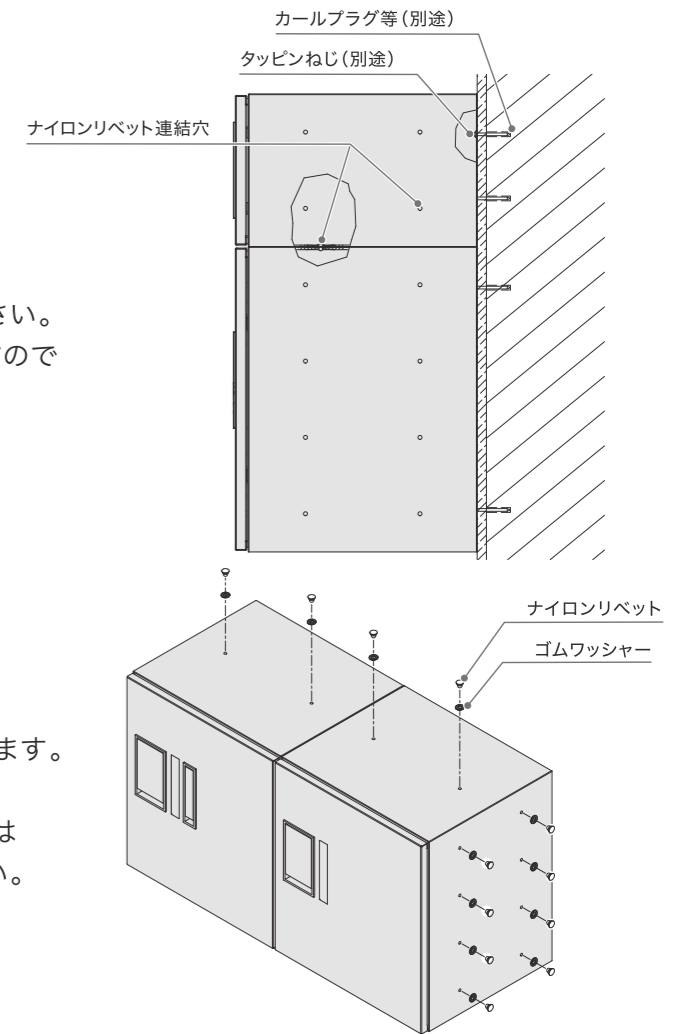 カールプラグ等(別途)
タッピンねじ(別途)
ナイロンリベット連結穴
さい。
ので
ナイロンリベット
ゴムワッシャー
ます。
は
い。